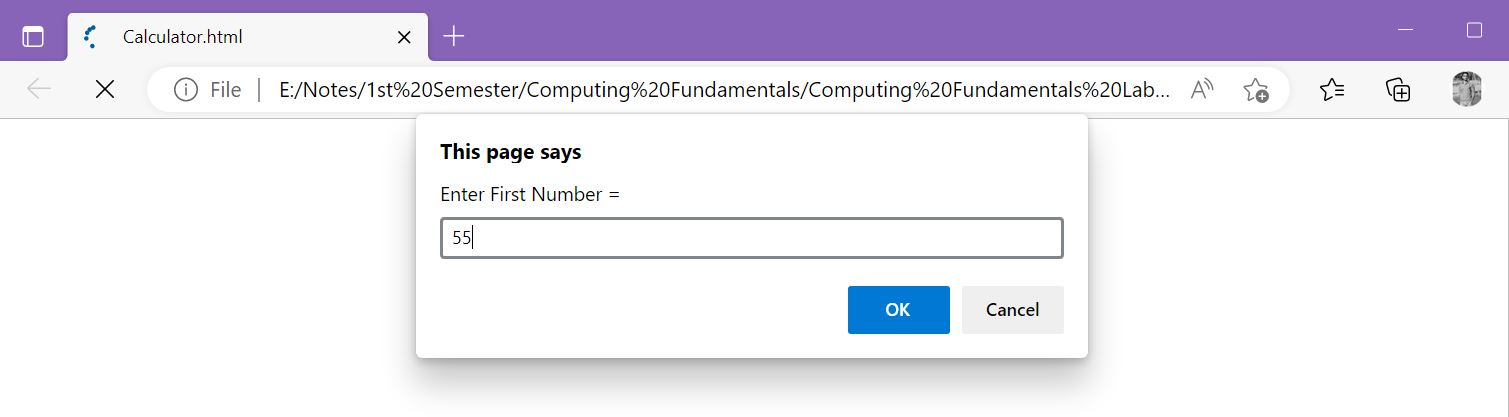 Calculator.html
File | E:/Notes/1st%20Semester/Computing%20Fundamentals/Computing%20Fundamentals%20Lab...
This page says
Enter First Number =
55
OK Cancel